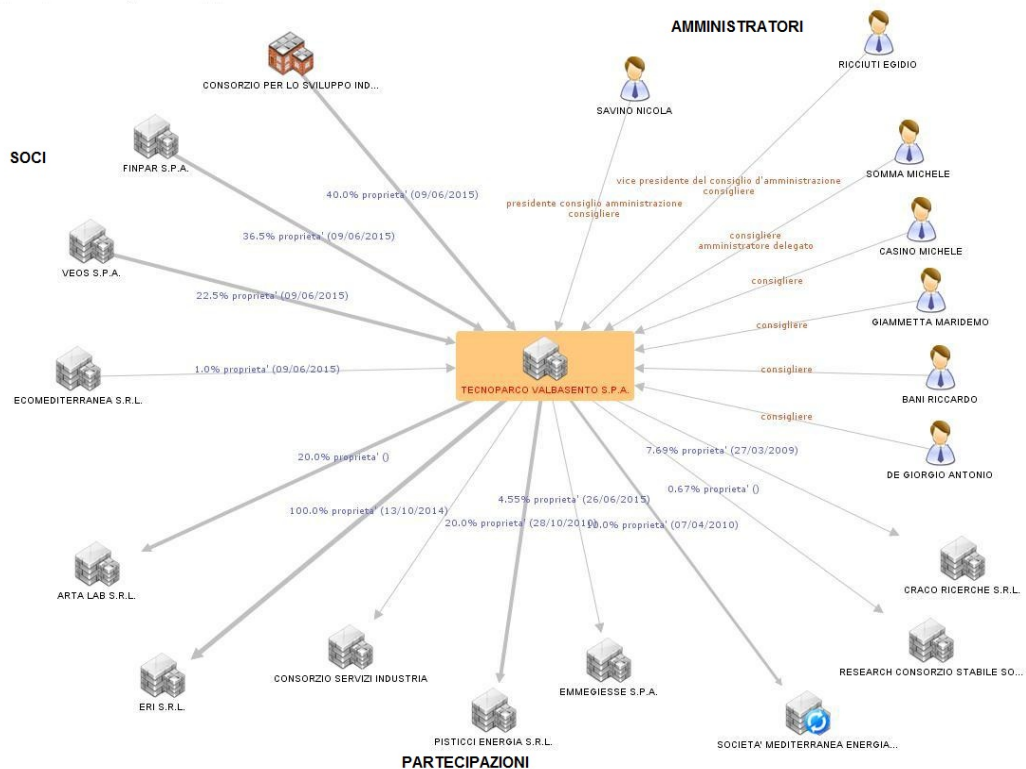 AMMINISTRATORI
RICCIUTI EGIDIO
CONSORZIO PER LO SVILUPPO IND...
SAVINO NICOLA
SOCI
FINPAR S.P.A.
SOMMA MICHELE
40.0% proprieta' (09/06/2015)
vice presidente del consiglio d'amministrazione
consigliere
presidente consiglio amministrazione
consigliere
36.5% proprieta' (09/06/2015)
consigliere
amministratore delegato
CASINO MICHELE
VEOS S.P.A.
22.5% proprieta' (09/06/2015)
consigliere
GIAMMETTA MARIDEMO
consigliere
1.0% proprieta' (09/06/2015)
consigliere
TECNOPARCO VALBASENTO S.P.A.
ECOMEDITERRANEA S.R.L.
BANI RICCARDO
consigliere
20.0% proprieta' ()
7.69% proprieta' (27/03/2009)
DE GIORGIO ANTONIO
0.67% proprieta' ()
4.55% proprieta' (26/06/2015)
100.0% proprieta' (13/10/2014)
20.0% proprieta' (28/10/2010)
10.0% proprieta' (07/04/2010)
ARTA LAB S.R.L.
CRACO RICERCHE S.R.L.
CONSORZIO SERVIZI INDUSTRIA
RESEARCH CONSORZIO STABILE SO...
EMMEGIESSE S.P.A.
ERI S.R.L.
PISTICCI ENERGIA S.R.L.
SOCIETA' MEDITERRANEA ENERGIA...
PARTECIPAZIONI